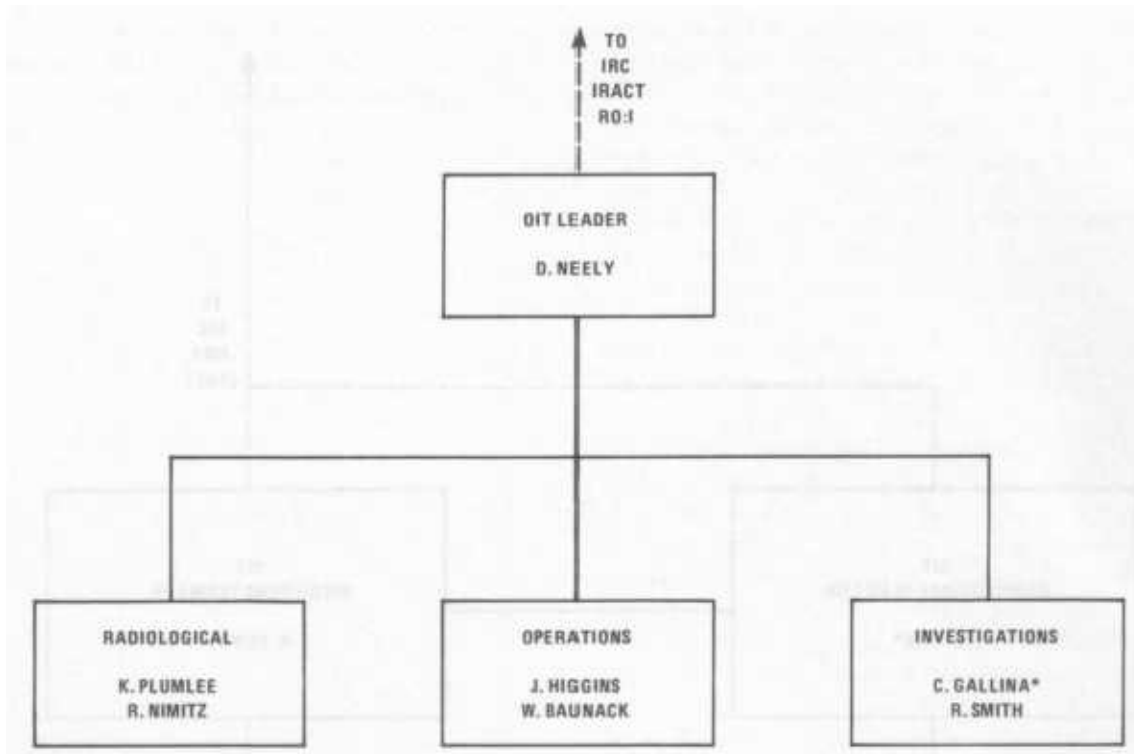 TO
IRC
IRACT
RO:I
OIT LEADER
D. NEELY
RADIOLOGICAL
K. PLUMLEE
R. NIMITZ
OPERATIONS
J. HIGGINS
W. BAUNACK
INVESTIGATIONS
C. GALLINA*
R. SMITH